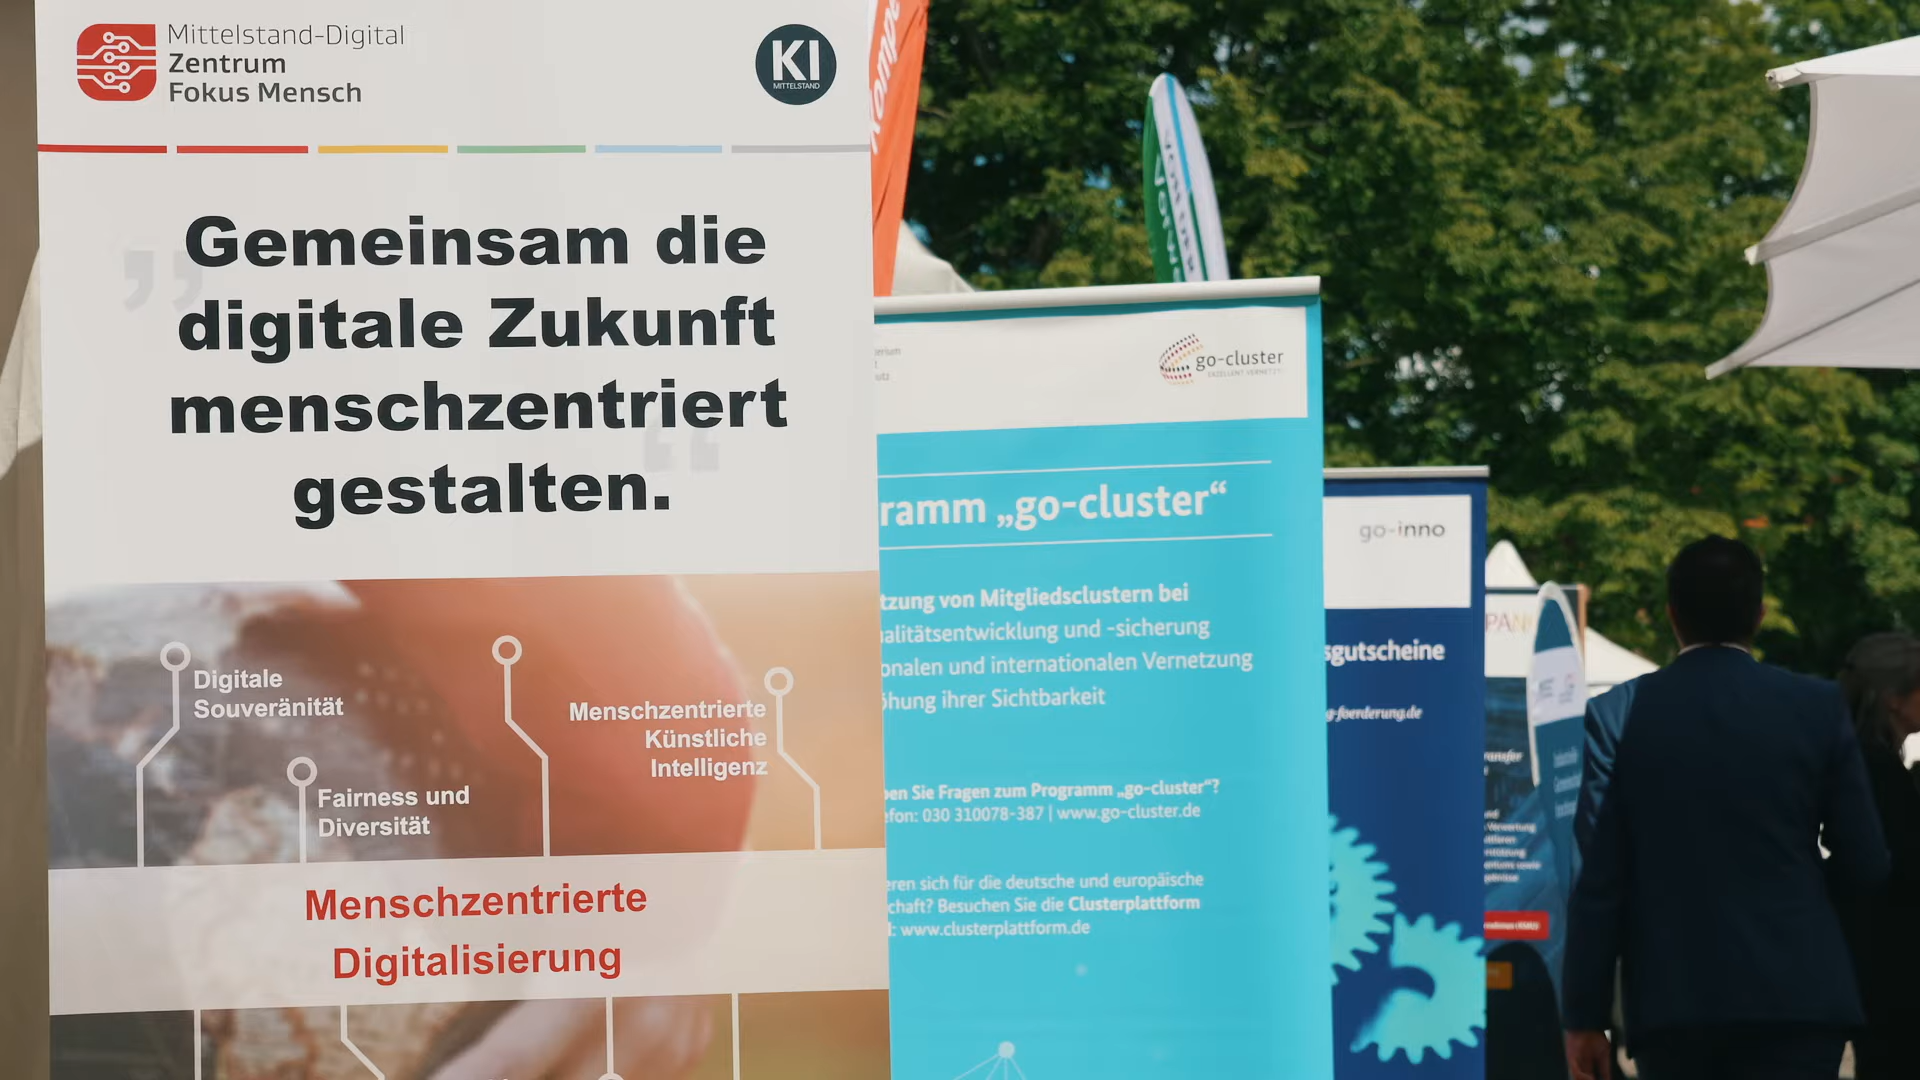 Mittelstand-Digital
Zentrum
Fokus Mensch
KI
MITTELSTAND
Gemeinsam die
digitale Zukunft
menschzentriert
gestalten.
Digitale
Souveränität
Fairness und
Diversität
Menschzentrierte
Künstliche
Intelligenz
Menschzentrierte
Digitalisierung
Kompe
go-cluster
EXZELLENT VERNETZT
ramm „go-cluster“
tzung von Mitgliedsclustern bei
alitätsentwicklung und -sicherung
onalen und internationalen Vernetzung
öhung ihrer Sichtbarkeit
en Sie Fragen zum Programm „go-cluster“?
efon: 030 310078-387 | www.go-cluster.de
eren sich für die deutsche und europäische
chaft? Besuchen Sie die Clusterplattform
: www.clusterplattform.de
go-inno
sgutscheine
g-foerderung.de